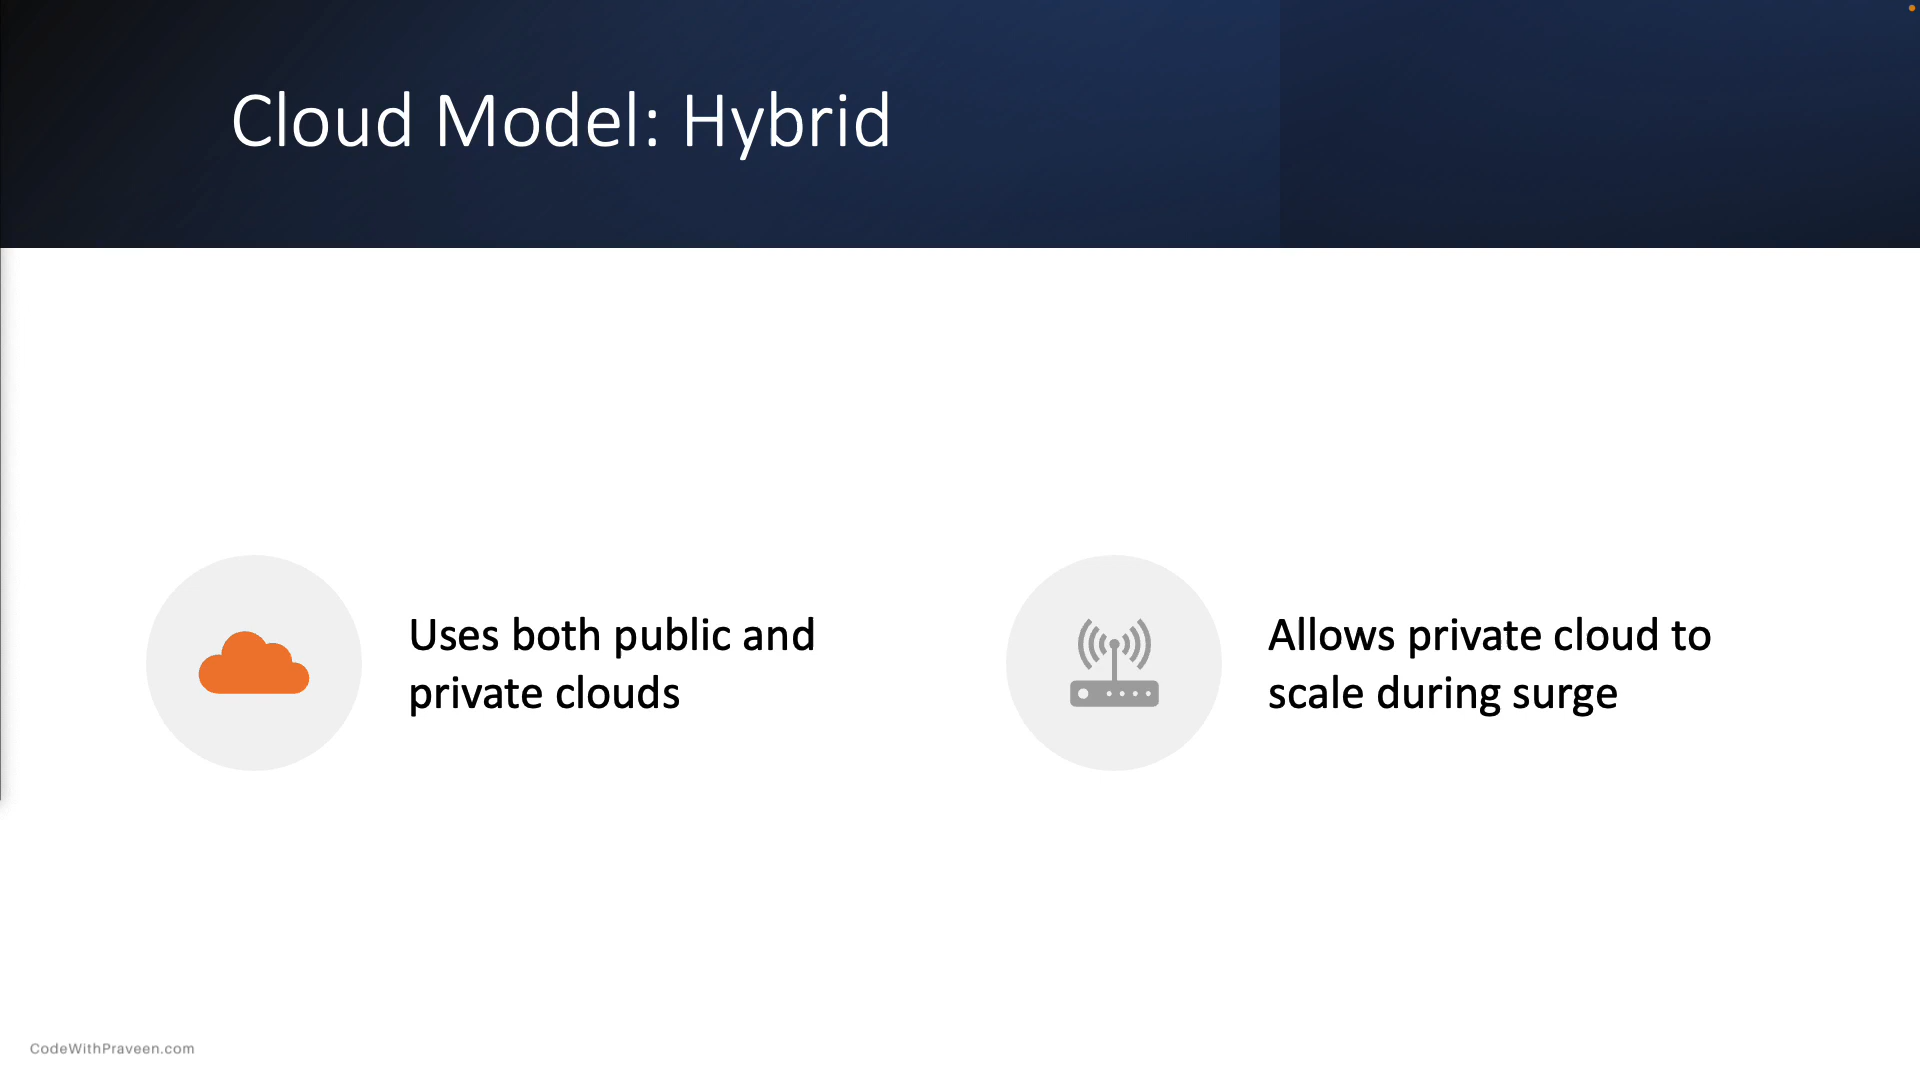 Cloud Model: Hybrid
Uses both public and
private clouds
Allows private cloud to
scale during surge
CodeWithPraveen.com